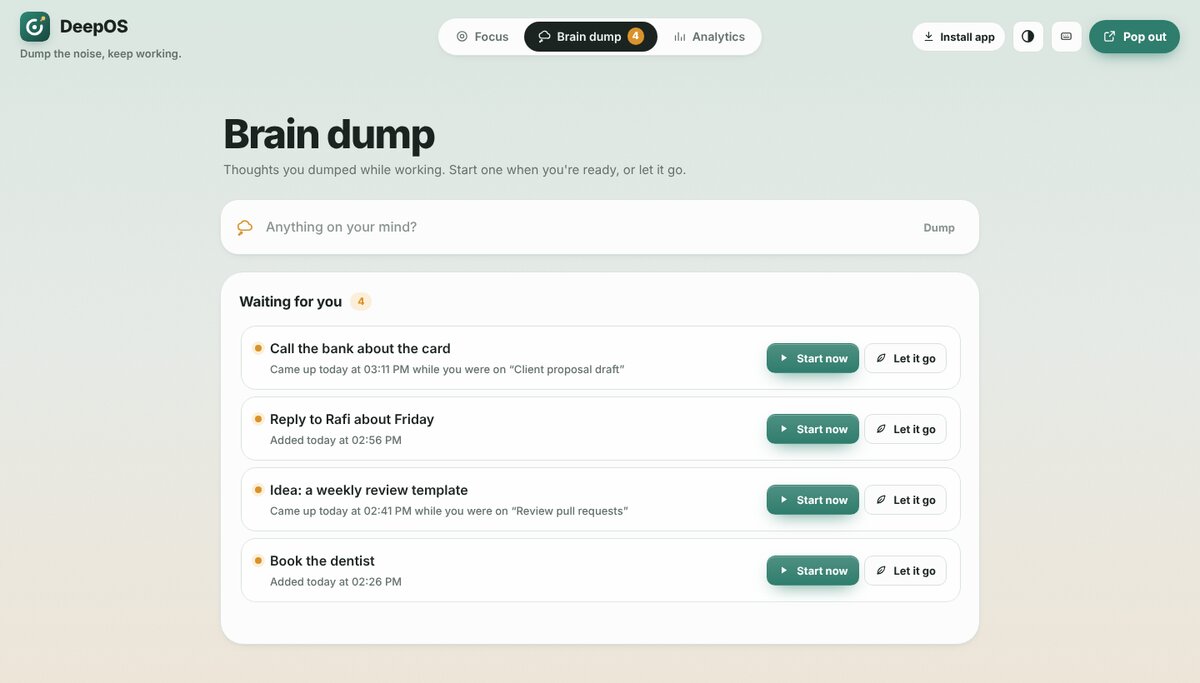 DeepOS
Dump the noise, keep working.
Focus
Brain dump 4
Analytics
Install app
Pop out
Brain dump
Thoughts you dumped while working. Start one when you're ready, or let it go.
Anything on your mind?
Dump
Waiting for you 4
Call the bank about the card
Came up today at 03:11 PM while you were on “Client proposal draft”
Start now
Let it go
Reply to Rafi about Friday
Added today at 02:56 PM
Start now
Let it go
Idea: a weekly review template
Came up today at 02:41 PM while you were on “Review pull requests”
Start now
Let it go
Book the dentist
Added today at 02:26 PM
Start now
Let it go